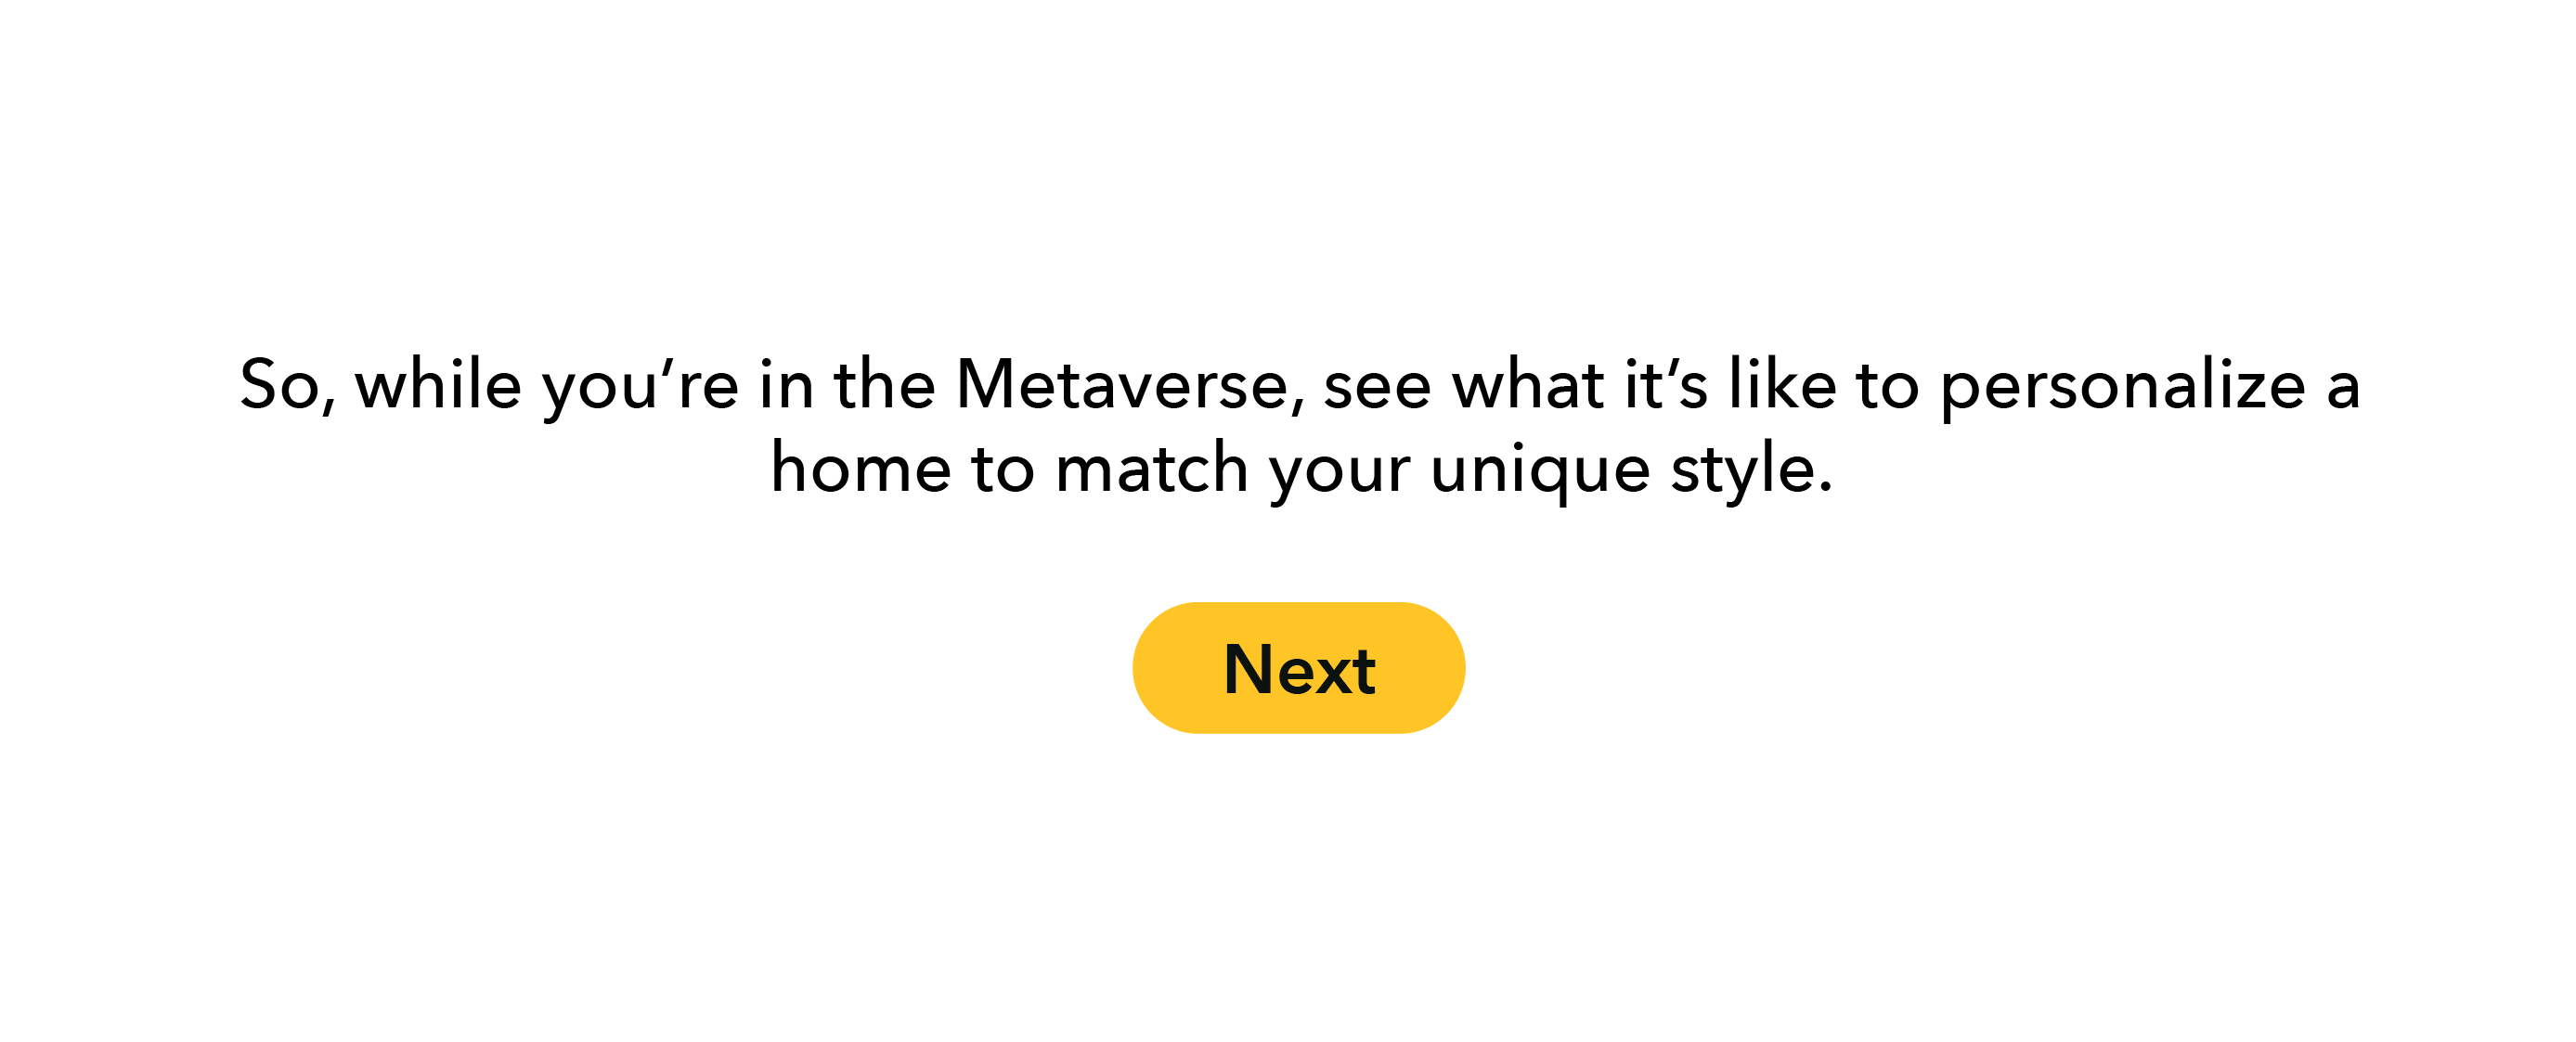 So, while you’re in the Metaverse, see what it’s like to personalize a
home to match your unique style.
Next